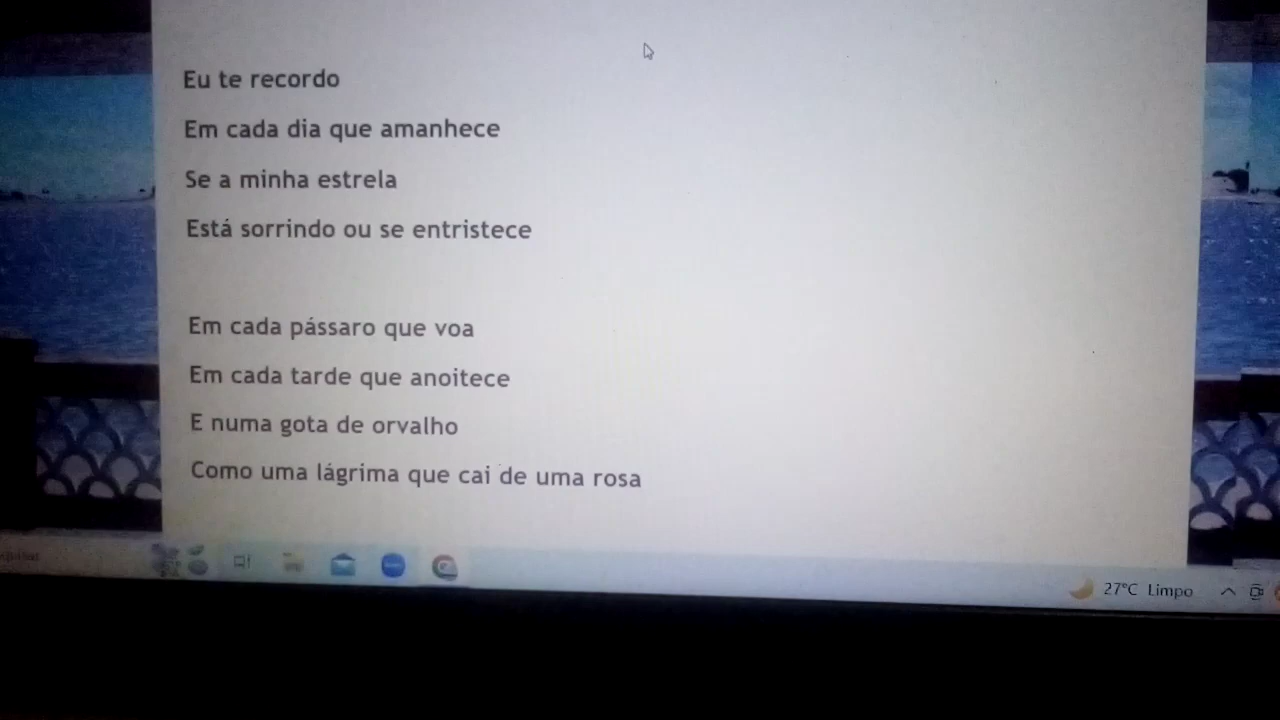 Eu te recordo
Em cada dia que amanhece
Se a minha estrela
Está sorrindo ou se entristece
Em cada pássaro que voa
Em cada tarde que anoitece
E numa gota de orvalho
Como uma lágrima que cai de uma rosa
27°C Limpo